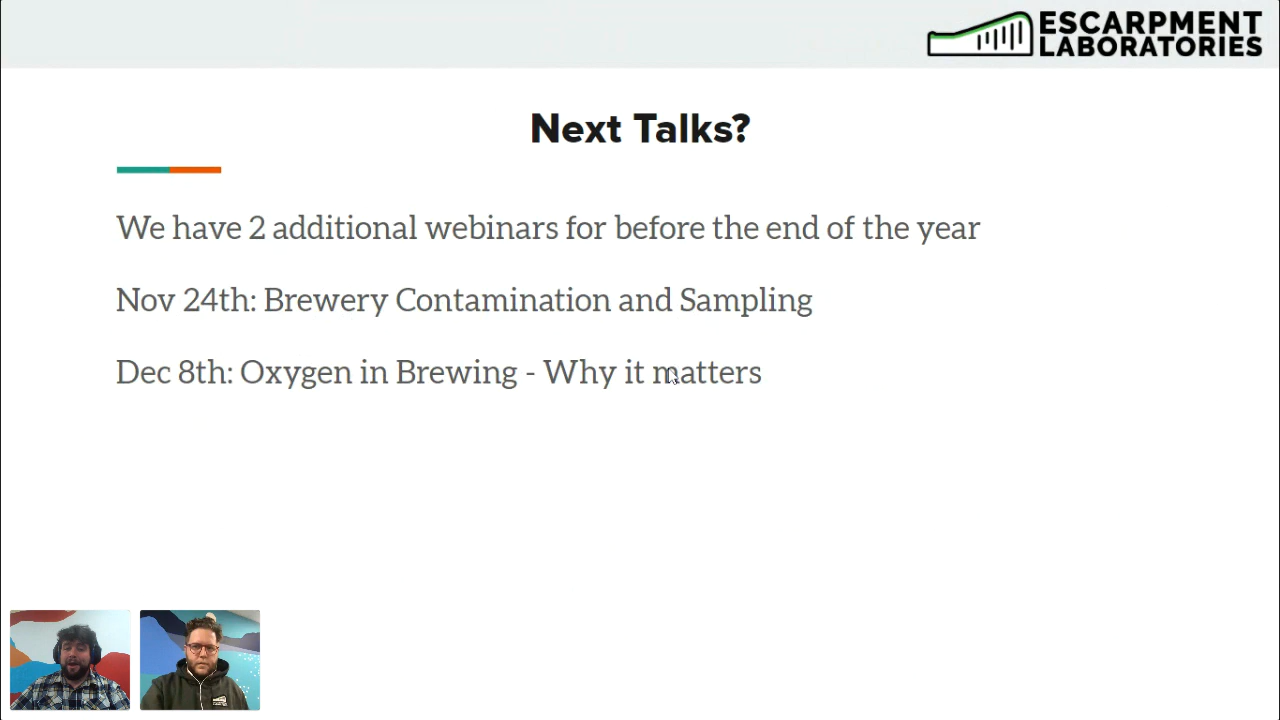 ESCARPMENT
LABORATORIES
Next Talks?
We have 2 additional webinars for before the end of the year
Nov 24th: Brewery Contamination and Sampling
Dec 8th: Oxygen in Brewing - Why it matters